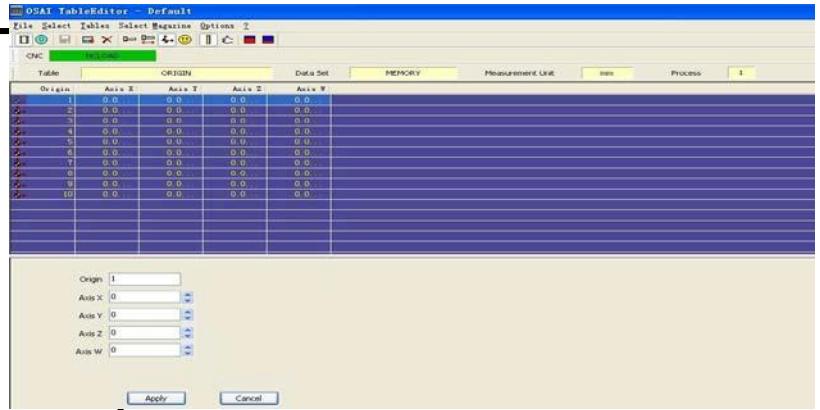 OSAI TableEditor - Default
File Select Tables Select Magazine Options ?
CNC
Table ORIGIN Data Set MEMORY Measurement Unit mm Process 1
Origin Axis X Axis Y Axis Z Axis W
1 0.0... 0.0... 0.0... 0.0...
2 0.0... 0.0... 0.0... 0.0...
3 0.0... 0.0... 0.0... 0.0...
4 0.0... 0.0... 0.0... 0.0...
5 0.0... 0.0... 0.0... 0.0...
6 0.0... 0.0... 0.0... 0.0...
7 0.0... 0.0... 0.0... 0.0...
8 0.0... 0.0... 0.0... 0.0...
9 0.0... 0.0... 0.0... 0.0...
10 0.0... 0.0... 0.0... 0.0...
Origin 1
Axis X 0
Axis Y 0
Axis Z 0
Axis W 0
Apply Cancel